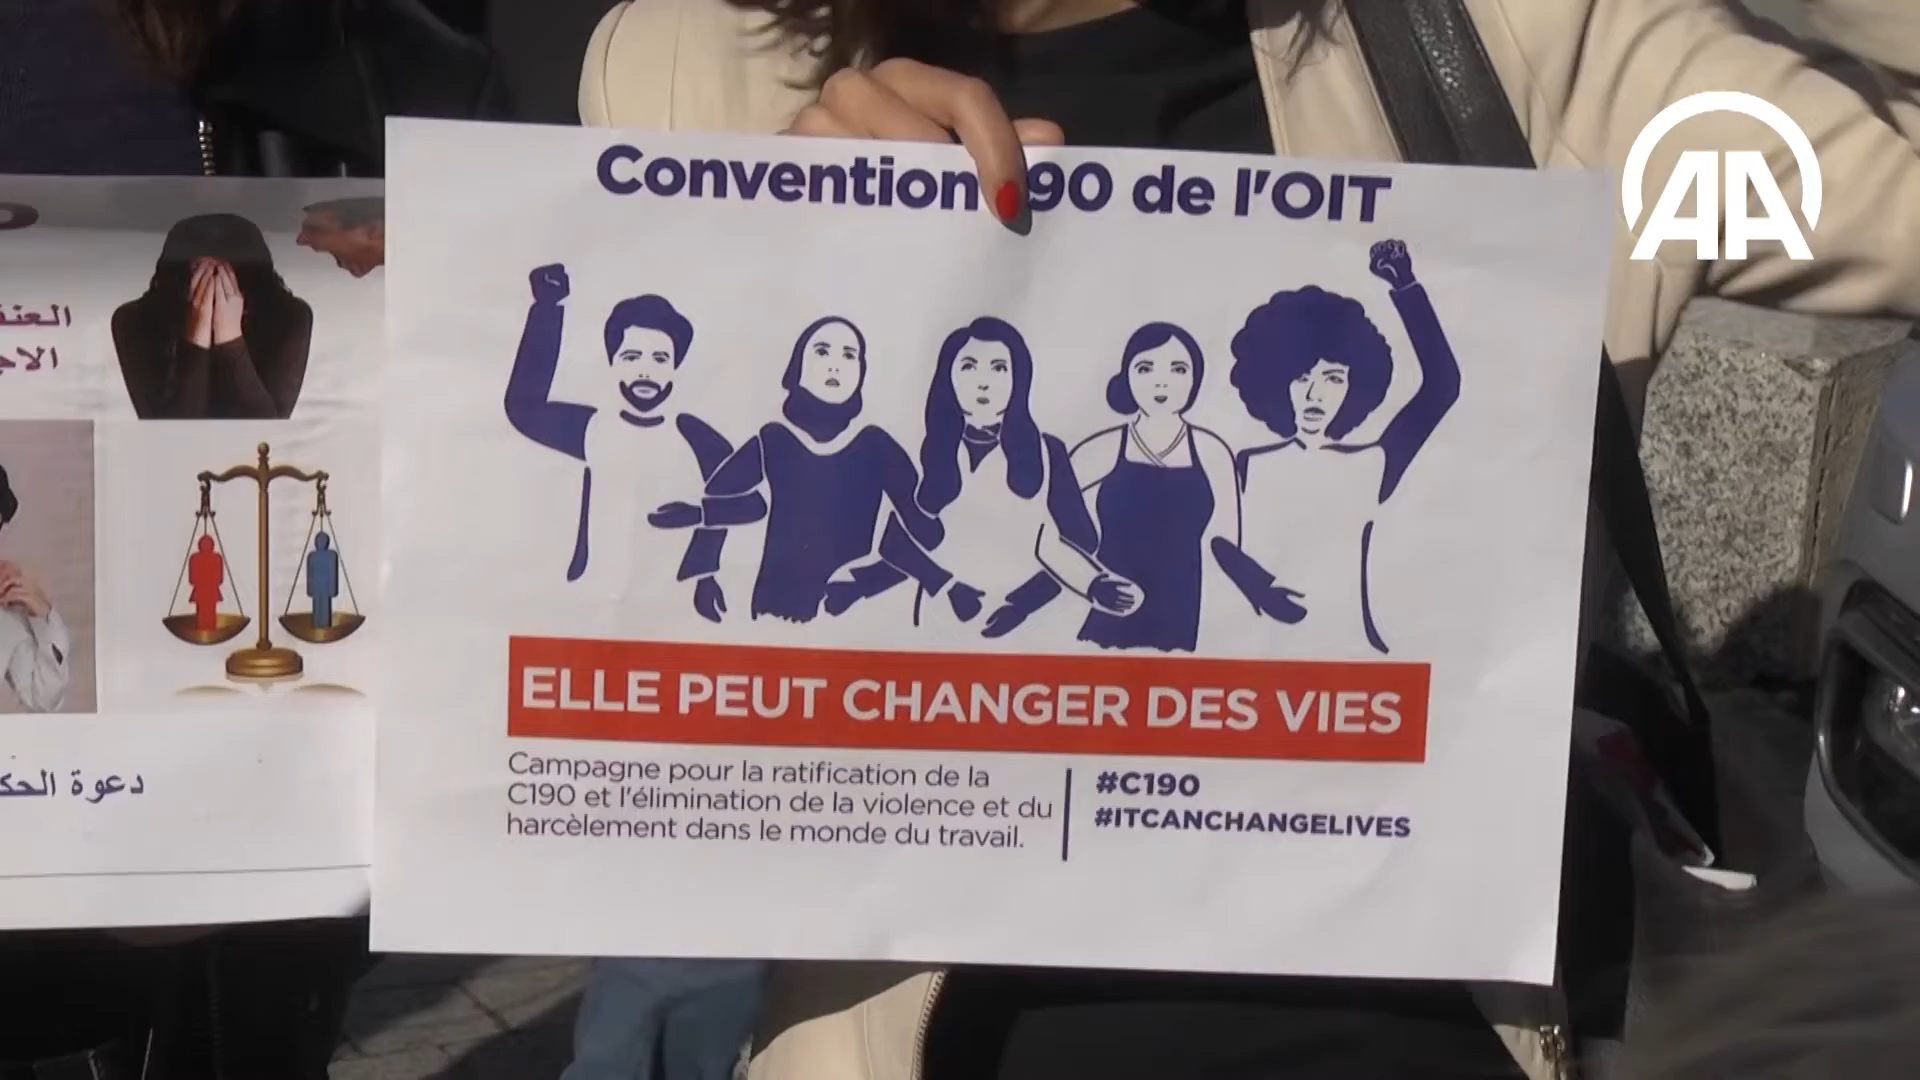 Convention 190 de l'OIT
ELLE PEUT CHANGER DES VIES
Campagne pour la ratification de la
C190 et l'élimination de la violence et du
harcèlement dans le monde du travail.
#C190
#ITCANCHANGELIVES
دعوة
AA